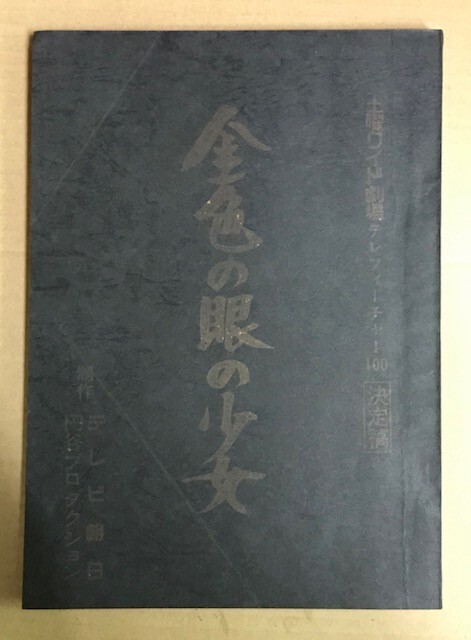 土曜ワイド劇場 テレフィーチャー100 決定稿
金色の眼の少女
制作 テレビ朝日
円谷プロダクション